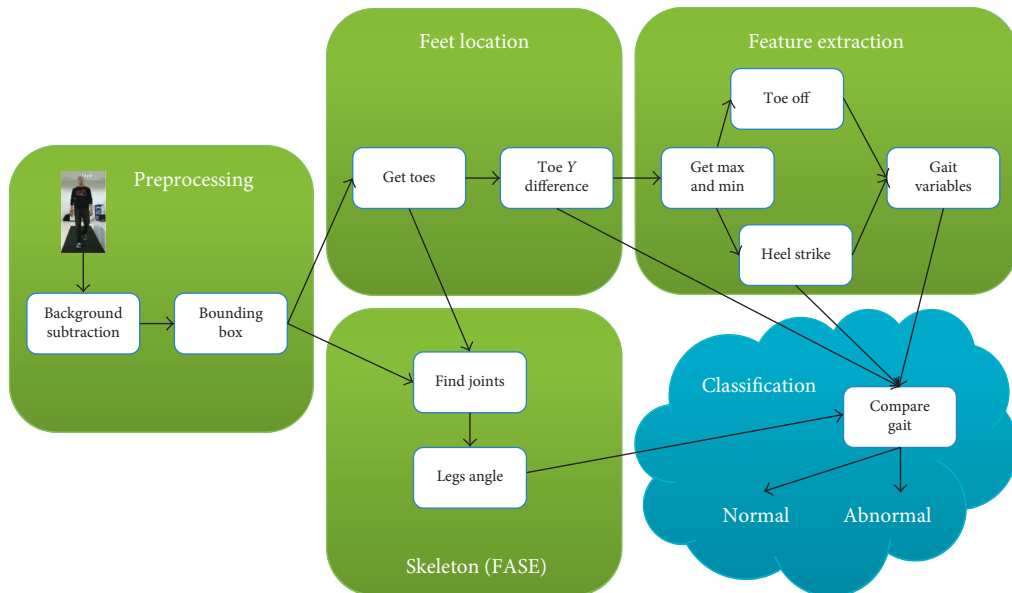 Preprocessing
Background
subtraction
Bounding
box
Feet location
Get toes
Toe Y
difference
Feature extraction
Toe off
Get max
and min
Heel strike
Gait
variables
Find joints
Legs angle
Skeleton (FASE)
Classification
Compare
gait
Normal
Abnormal